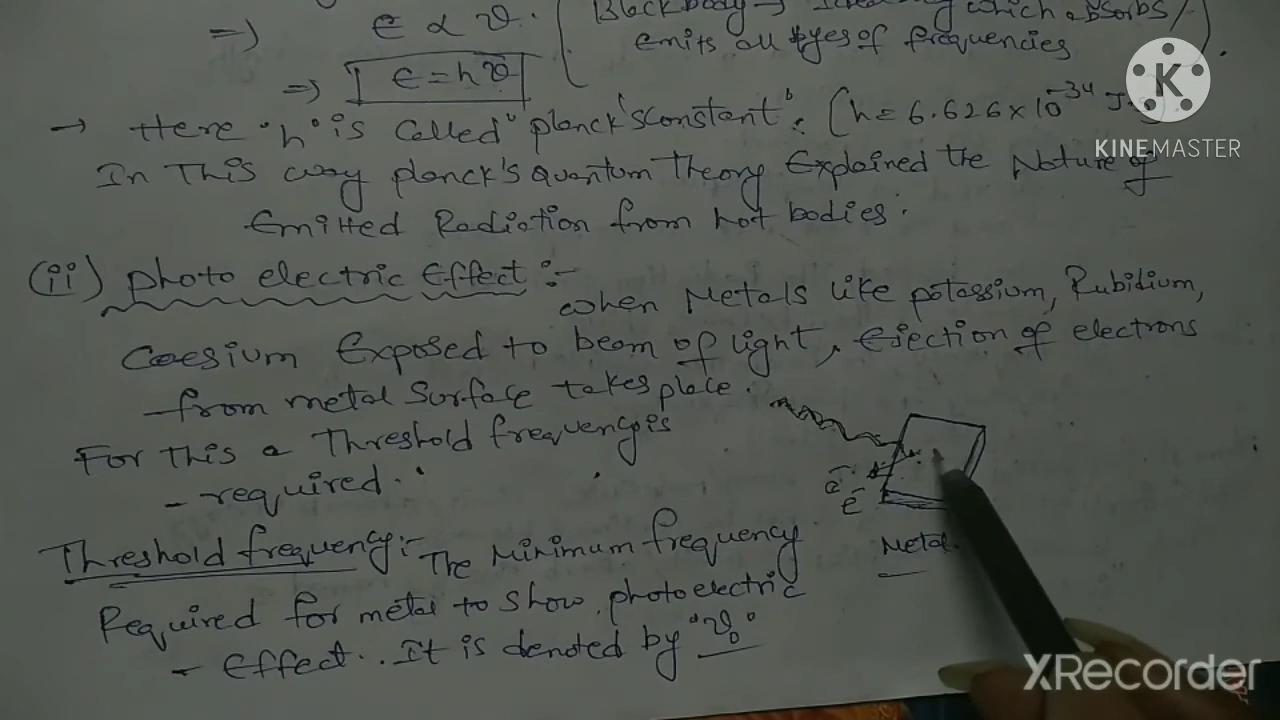 =) E ∝ ϑ. ( Blackbody → which absorbs/
emits all types of frequencies ).
=) E = hϑ
→ Here "h" is called "planck's constant". (h = 6.626 × 10⁻³⁴ J
In This way planck's Quantum Theory Explained the Nature of
Emitted Radiation from hot bodies.
(ii) photo electric Effect :- When Metals like potassium, Rubidium,
Caesium Exposed to beam of light, Ejection of electrons
from metal surface takes place.
For this a Threshold frequency is
- required.
e⁻
e⁻
Metal.
Threshold frequency :- The Minimum frequency
Required for metal to show photoelectric
- Effect. It is denoted by "ϑ₀"
KINEMASTER
XRecorder